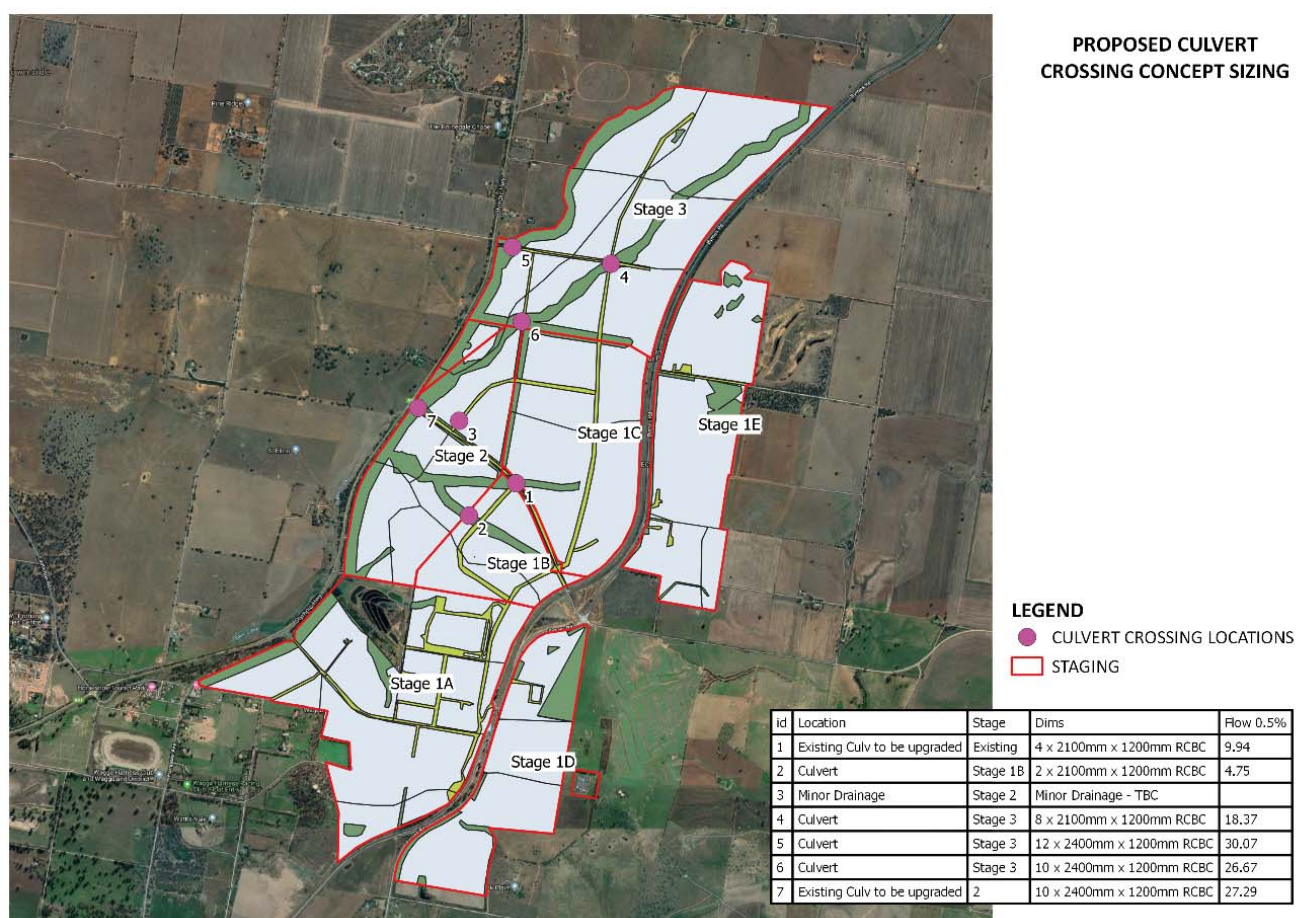 PROPOSED CULVERT
CROSSING CONCEPT SIZING
Pine Ridge
Stage 3
5
4
6
7
3
Stage 1C
Stage 1E
Stage 2
1
2
Stage 1B
Stage 1A
Stage 1D
LEGEND
CULVERT CROSSING LOCATIONS
STAGING
id Location Stage Dims Flow 0.5%
1 Existing Culv to be upgraded Existing 4 x 2100mm x 1200mm RCBC 9.94
2 Culvert Stage 1B 2 x 2100mm x 1200mm RCBC 4.75
3 Minor Drainage Stage 2 Minor Drainage - TBC
4 Culvert Stage 3 8 x 2100mm x 1200mm RCBC 18.37
5 Culvert Stage 3 12 x 2400mm x 1200mm RCBC 30.07
6 Culvert Stage 3 10 x 2400mm x 1200mm RCBC 26.67
7 Existing Culv to be upgraded 2 10 x 2400mm x 1200mm RCBC 27.29